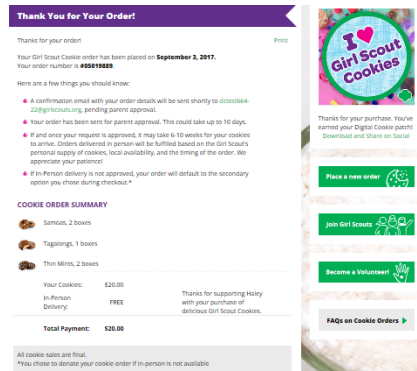 Thank You for Your Order!
Thanks for your order!
Print
Your Girl Scout Cookie order has been placed on September 3, 2017.
Your order number is #05019889.
Here are a few things you should know:
A confirmation email with your order details will be sent shortly to
22@girlscouts.org, pending parental approval.
Your order has been sent for parent approval. This could take up to 10 days.
If and once your request is approved, it may take 6-10 weeks for your cookies
to arrive. Orders delivered in person will be fulfilled based on the Girl Scout's
personal supply of cookies, local availability, and the timing of the order. We
appreciate your patience!
If In-Person delivery is not approved, your order will default to the secondary
option you chose during checkout.*
COOKIE ORDER SUMMARY
Samoas, 2 boxes
Tagalongs, 1 boxes
Thin Mints, 2 boxes
Your Cookies: $20.00
In-Person
Delivery: FREE
Thanks for supporting Haley
with your purchase of
delicious Girl Scout Cookies.
Total Payment: $20.00
All cookie sales are final.
*You chose to donate your cookie order if in-person is not available
I
Girl Scout
Cookies
Thanks for your purchase. You've
earned your Digital Cookie patch!
Download and Share on Social
Place a new order
Join Girl Scouts
Become a Volunteer!
FAQs on Cookie Orders